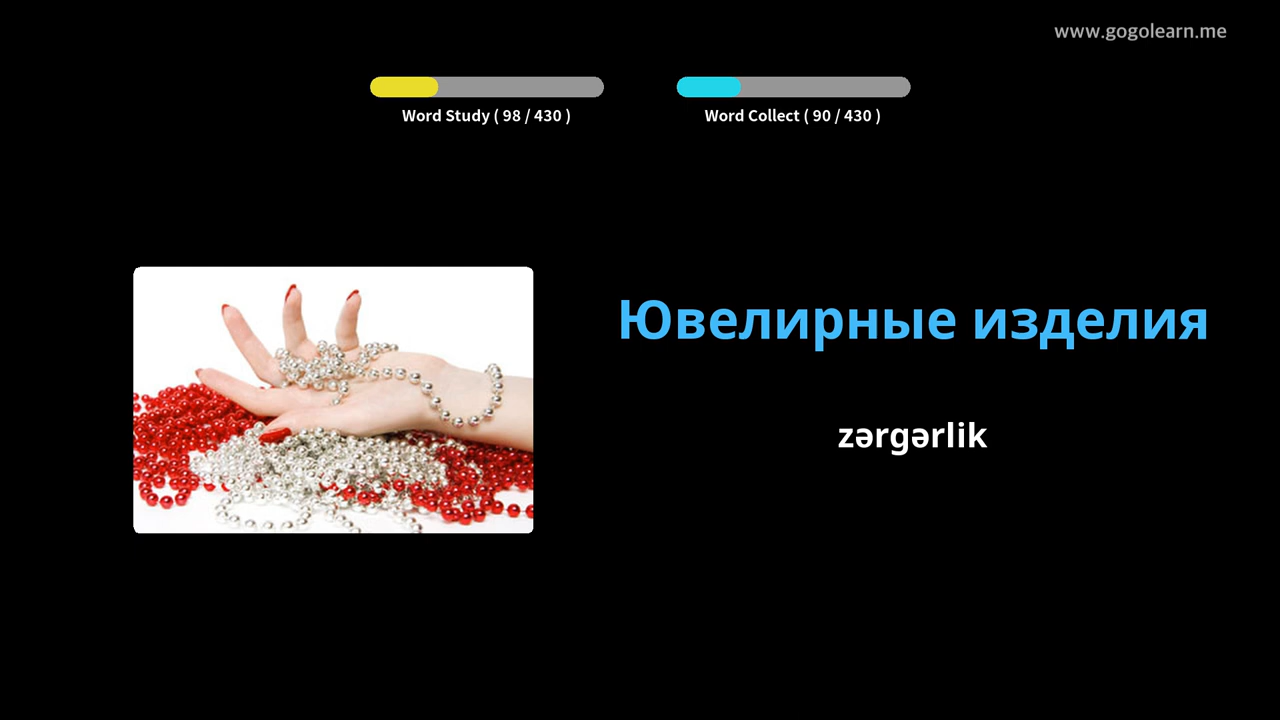 www.gogolearn.me
Word Study ( 98 / 430 )
Word Collect ( 90 / 430 )
Ювелирные изделия
zərgərlik